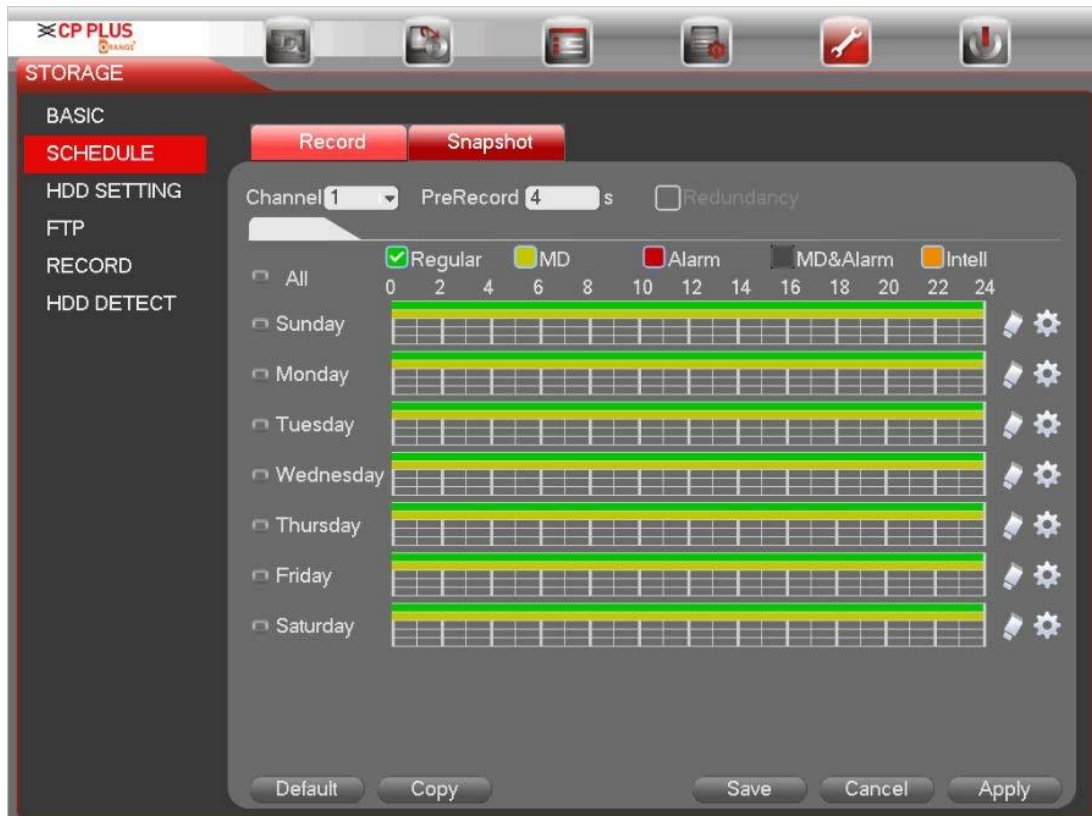 CP PLUS
ORANGE
STORAGE
BASIC
SCHEDULE
HDD SETTING
FTP
RECORD
HDD DETECT
Record Snapshot
Channel 1 PreRecord 4 s Redundancy
All Regular MD Alarm MD&Alarm Intell
0 2 4 6 8 10 12 14 16 18 20 22 24
Sunday
Monday
Tuesday
Wednesday
Thursday
Friday
Saturday
Default Copy Save Cancel Apply